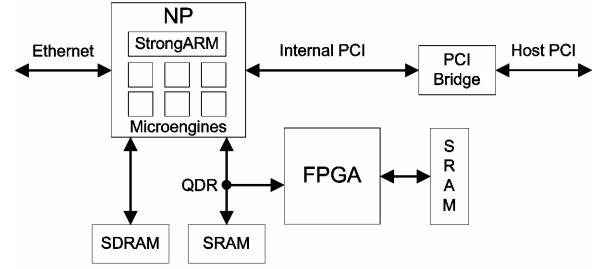 NP
StrongARM
Microengines
Ethernet
Internal PCI
PCI
Bridge
Host PCI
QDR
FPGA
S
R
A
M
SDRAM
SRAM